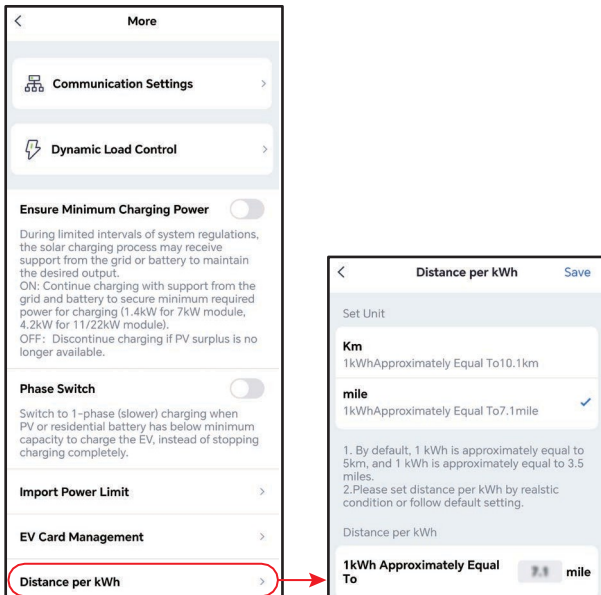 More
Communication Settings
Dynamic Load Control
Ensure Minimum Charging Power
During limited intervals of system regulations,
the solar charging process may receive
support from the grid or battery to maintain
the desired output.
ON: Continue charging with support from the
grid and battery to secure minimum required
power for charging (1.4kW for 7kW module,
4.2kW for 11/22kW module).
OFF: Discontinue charging if PV surplus is no
longer available.
Phase Switch
Switch to 1-phase (slower) charging when
PV or residential battery has below minimum
capacity to charge the EV, instead of stopping
charging completely.
Import Power Limit
EV Card Management
Distance per kWh
Distance per kWh Save
Set Unit
Km
1kWhApproximately Equal To10.1km
mile
1kWhApproximately Equal To7.1mile
1. By default, 1 kWh is approximately equal to
5km, and 1 kWh is approximately equal to 3.5
miles.
2.Please set distance per kWh by realstic
condition or follow default setting.
Distance per kWh
1kWh Approximately Equal
To 7.1 mile